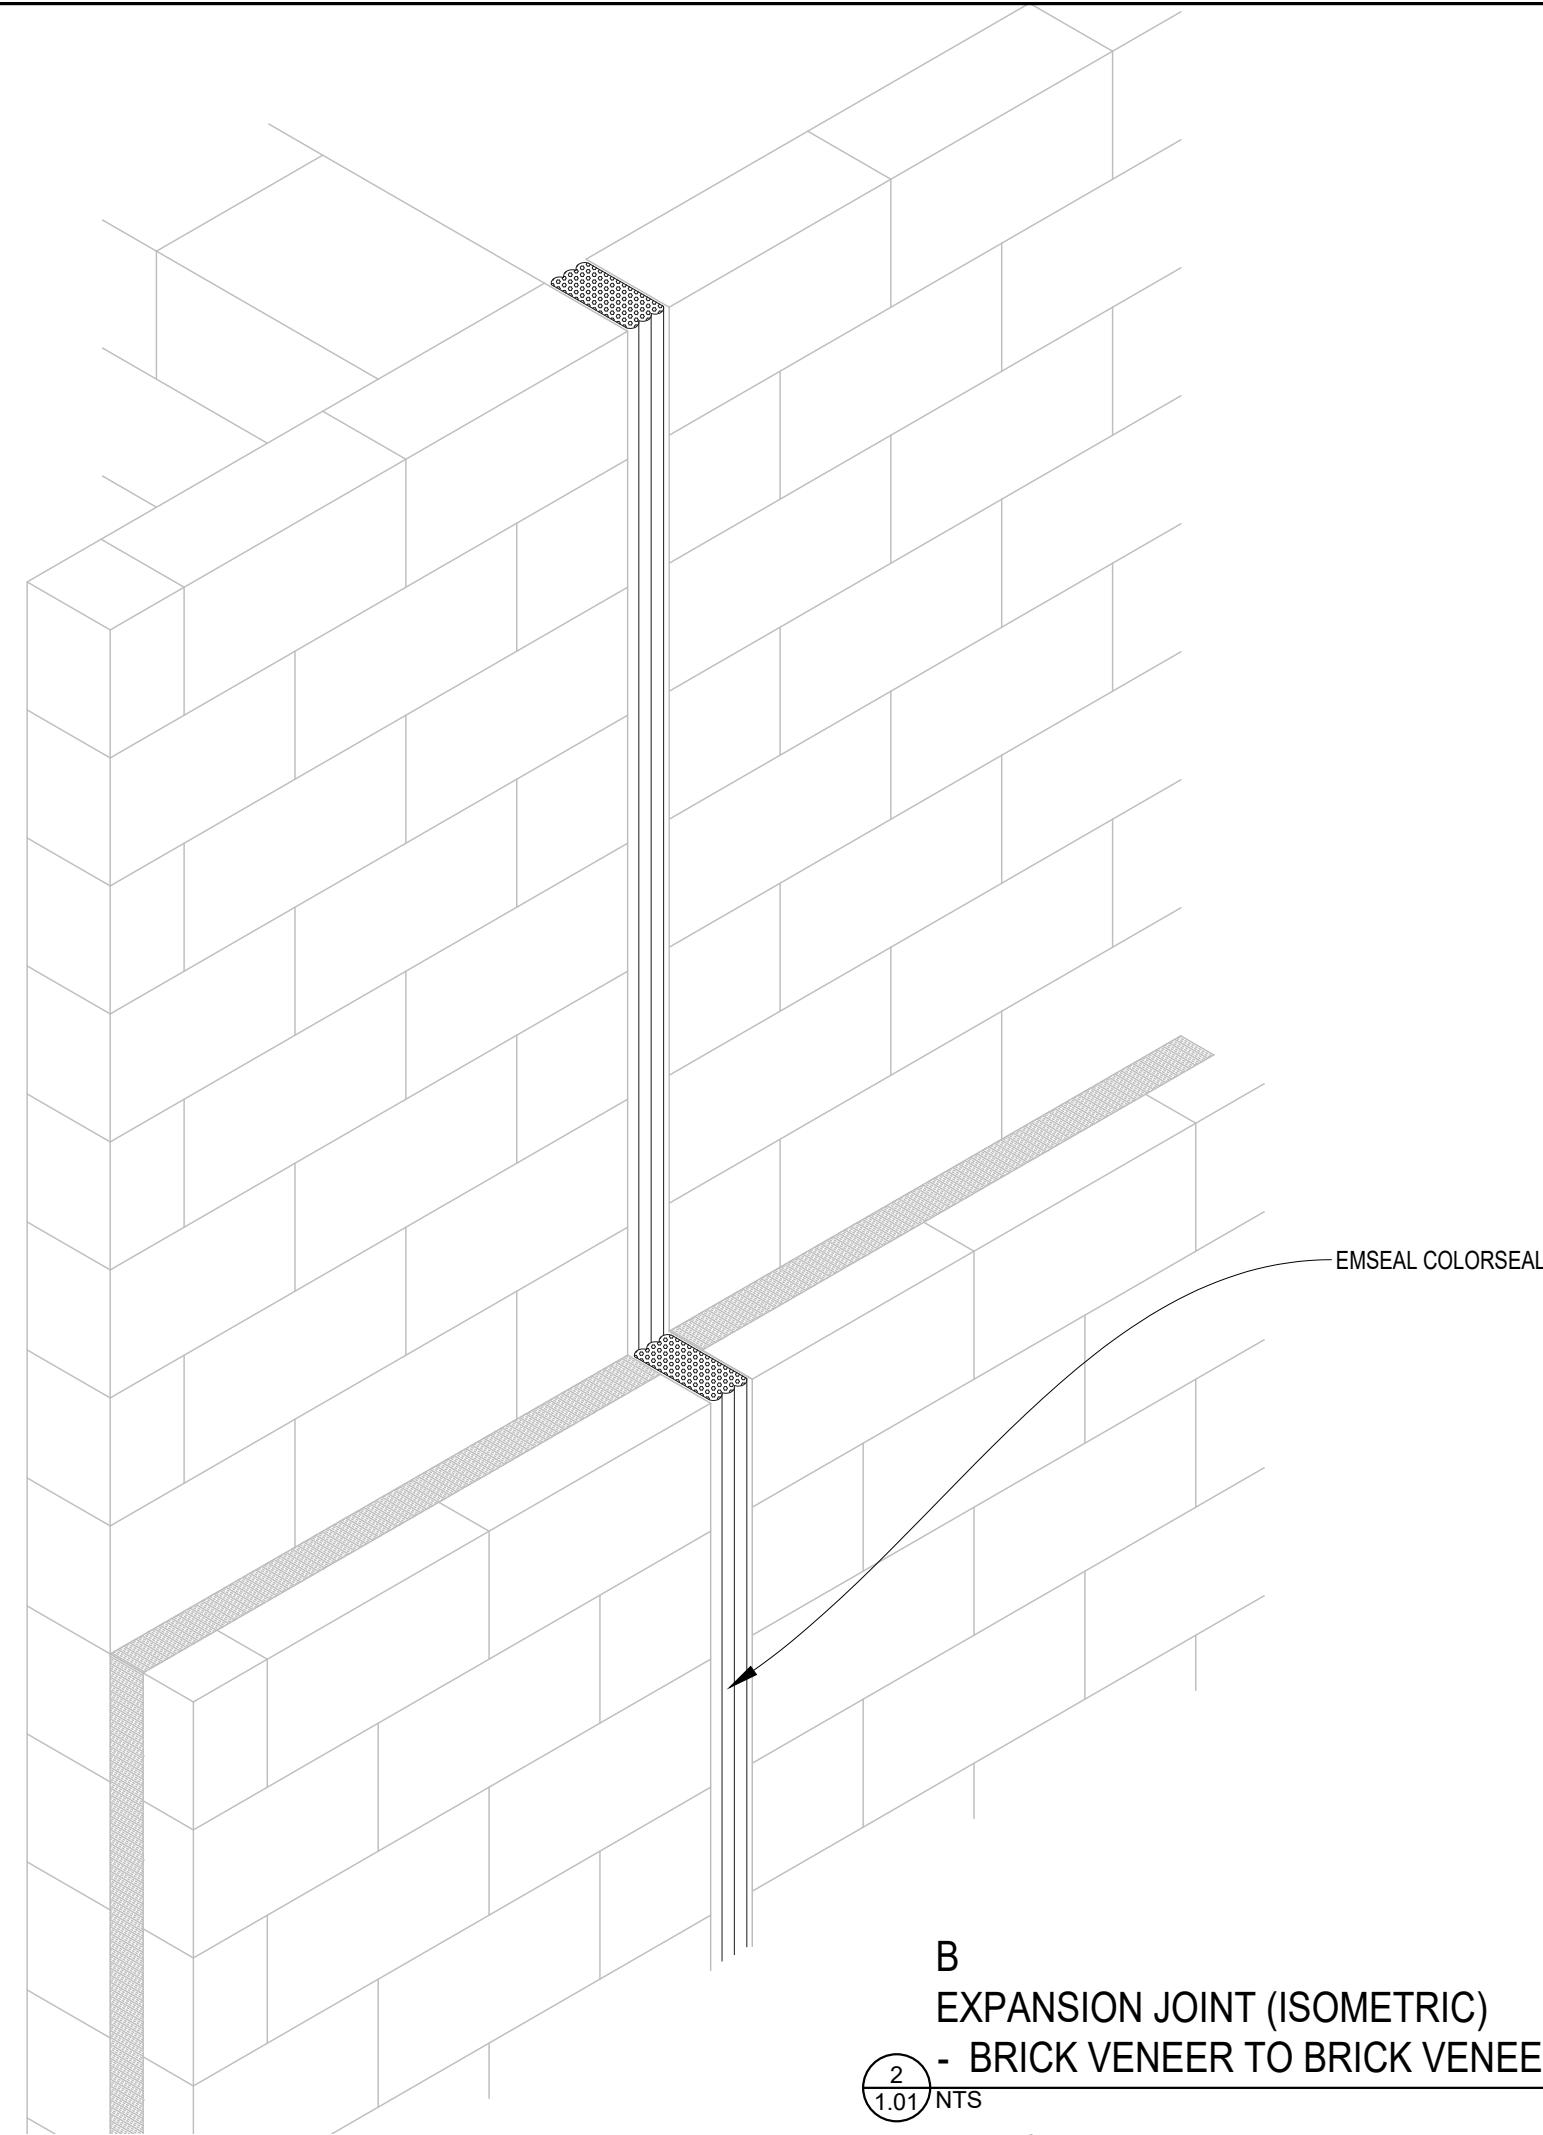 EMSEAL COLORSEAL
B
EXPANSION JOINT (ISOMETRIC)
- BRICK VENEER TO BRICK VENEE
2
1.01
NTS